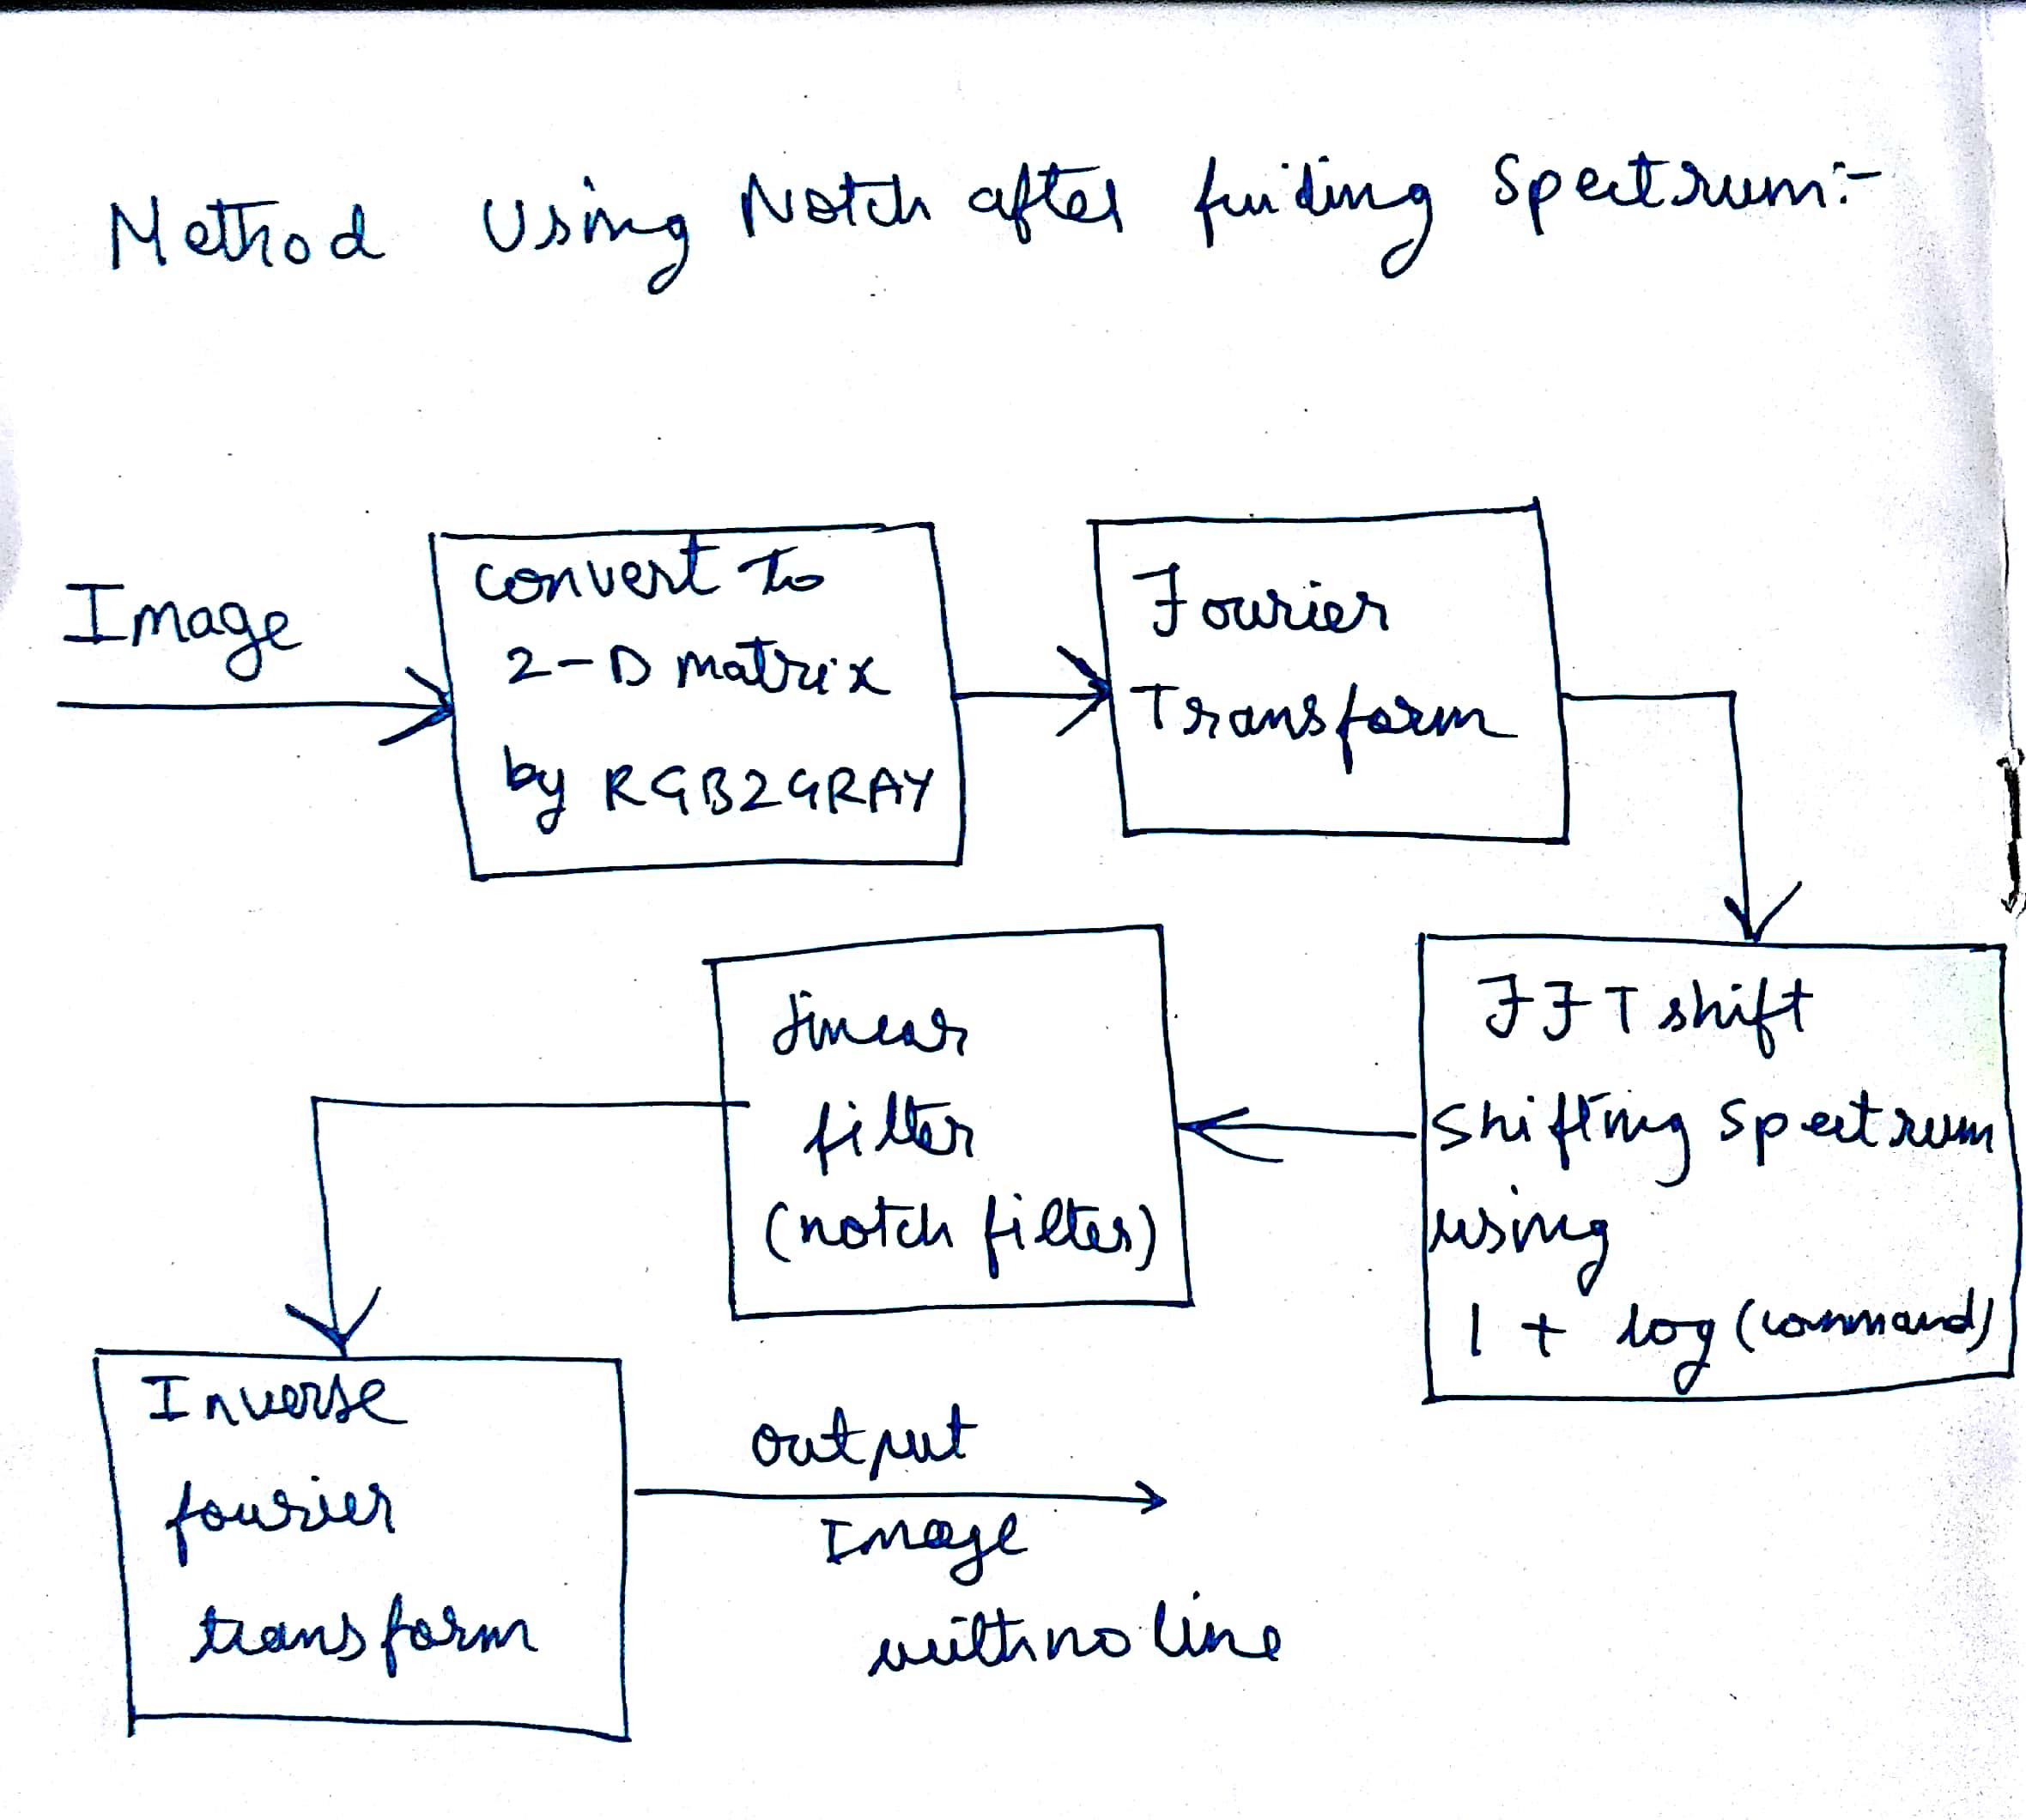 Method Using Notch after finding Spectrum:-
Image
convert to
2-D matrix
by RGB2GRAY
Fourier
Transform
FFT shift
shifting spectrum
using
1 + log (command)
linear
filter
(notch filter)
Inverse
fourier
transform
output
Image
with no line